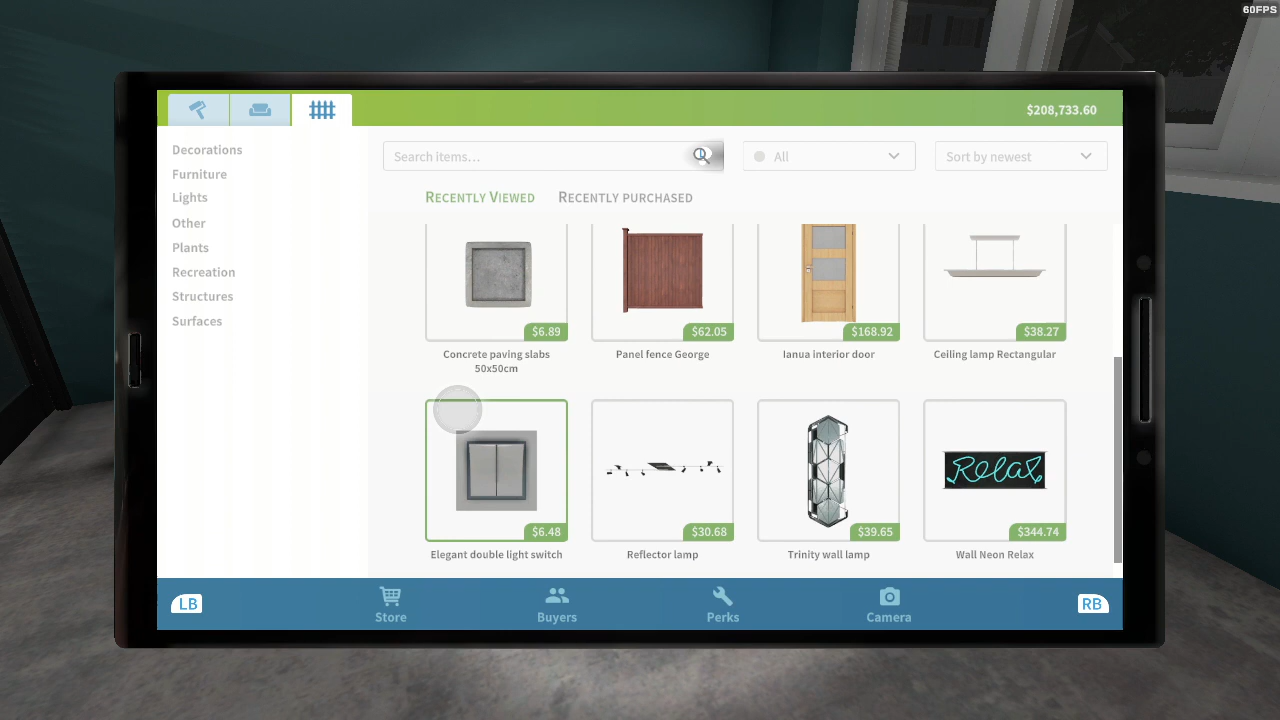 60FPS
$208,733.60
Decorations
Furniture
Lights
Other
Plants
Recreation
Structures
Surfaces
Search items...
All
Sort by newest
RECENTLY VIEWED
RECENTLY PURCHASED
$6.89
$62.05
$168.92
$38.27
Concrete paving slabs
50x50cm
Panel fence George
Ianua interior door
Ceiling lamp Rectangular
Relax
$6.48
$30.68
$39.65
$344.74
Elegant double light switch
Reflector lamp
Trinity wall lamp
Wall Neon Relax
LB
Store
Buyers
Perks
Camera
RB